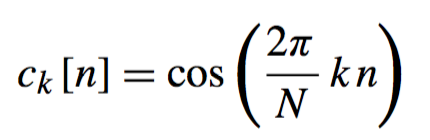 c_k[n] = cos(2π/N kn)